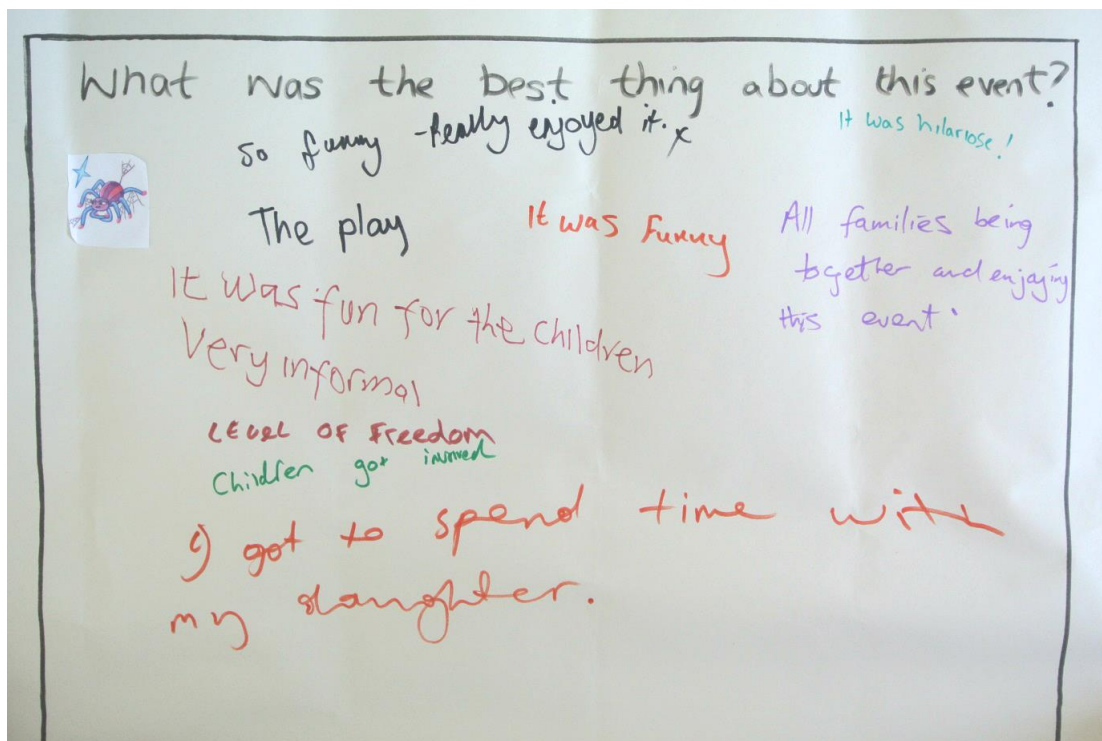 What was the best thing about this event?
so funny - Really enjoyed it. x
It was hilariose!
The play
It was Funny
All families being
together and enjoying
this event.
It was fun for the children
Very informal
LEVEL OF FREEDOM
Children got involved
I got to spend time with
my daughter.